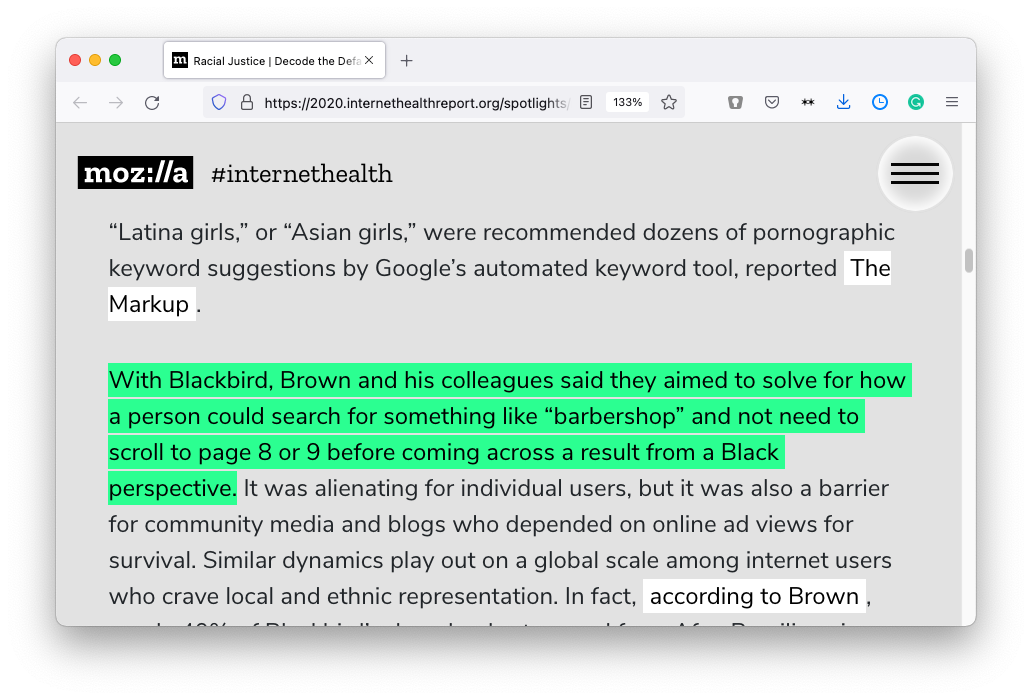 Racial Justice | Decode the Defa
https://2020.internethealthreport.org/spotlights/
133%
moz://a #internethealth
“Latina girls,” or “Asian girls,” were recommended dozens of pornographic
keyword suggestions by Google’s automated keyword tool, reported The
Markup .
With Blackbird, Brown and his colleagues said they aimed to solve for how
a person could search for something like “barbershop” and not need to
scroll to page 8 or 9 before coming across a result from a Black
perspective. It was alienating for individual users, but it was also a barrier
for community media and blogs who depended on online ad views for
survival. Similar dynamics play out on a global scale among internet users
who crave local and ethnic representation. In fact, according to Brown ,